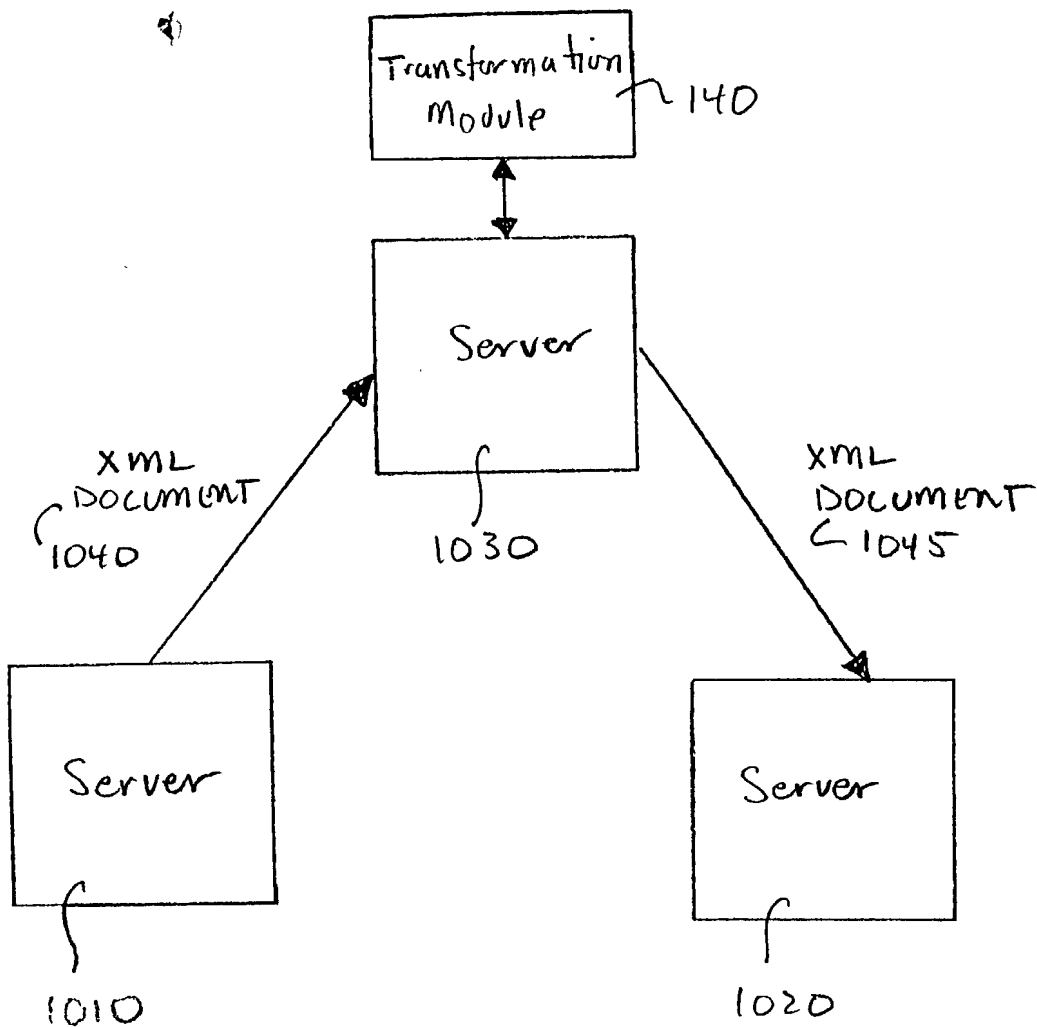 Transformation
Module
140
Server
1030
XML
DOCUMENT
1040
XML
DOCUMENT
1045
Server
1010
Server
1020